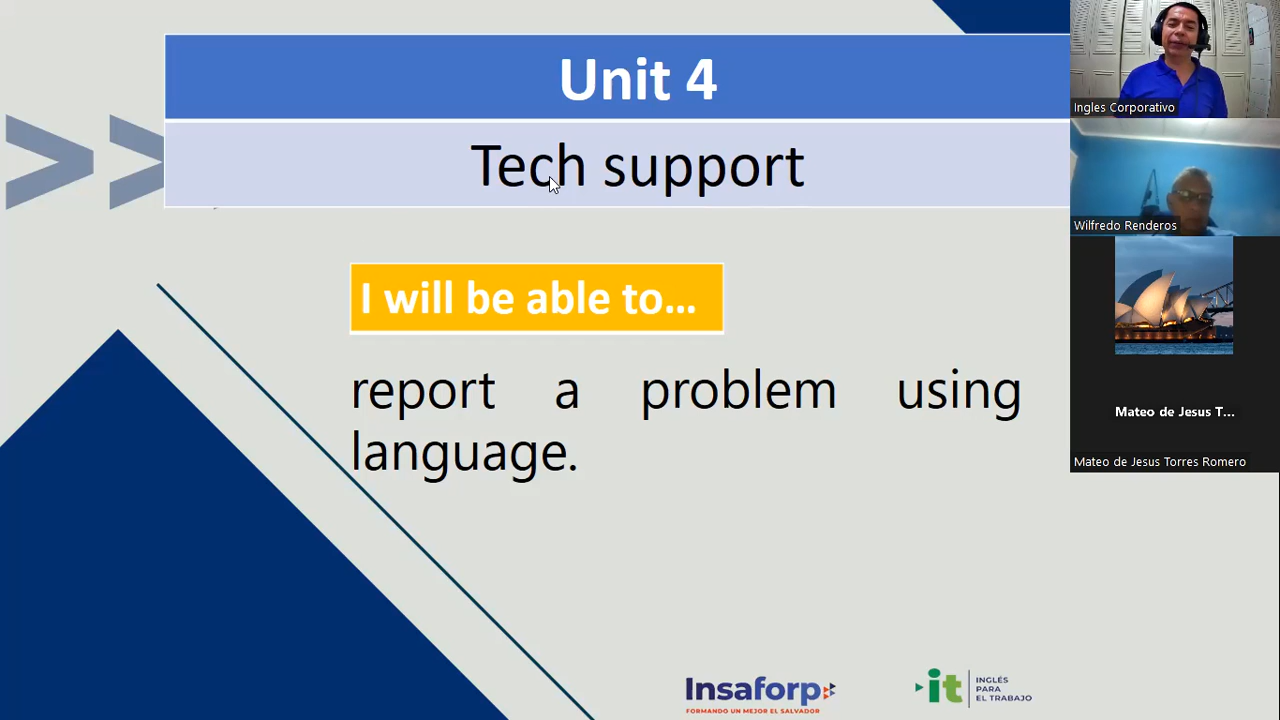 Unit 4
Tech support
I will be able to...
report a problem using
language.
Insaforp
FORMANDO UN MEJOR EL SALVADOR
it
INGLÉS
PARA
EL TRABAJO
Ingles Corporativo
Wilfredo Renderos
Mateo de Jesus T...
Mateo de Jesus Torres Romero